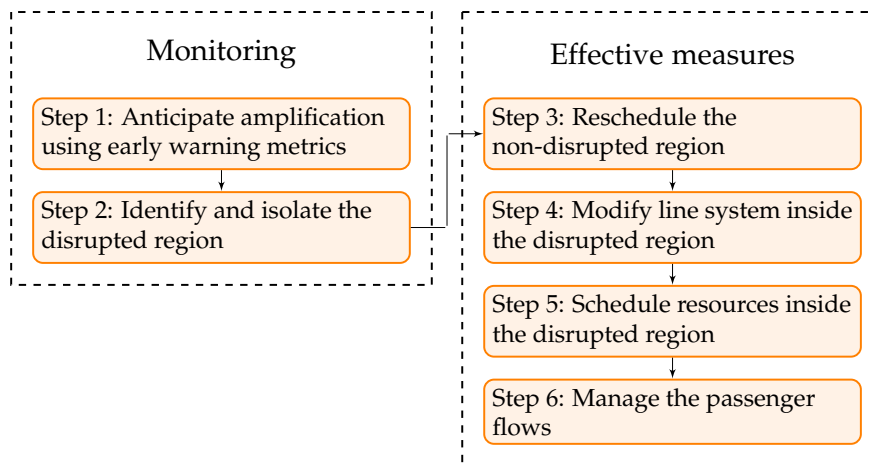 Monitoring
Step 1: Anticipate amplification
using early warning metrics
Step 2: Identify and isolate the
disrupted region
Effective measures
Step 3: Reschedule the
non-disrupted region
Step 4: Modify line system inside
the disrupted region
Step 5: Schedule resources inside
the disrupted region
Step 6: Manage the passenger
flows